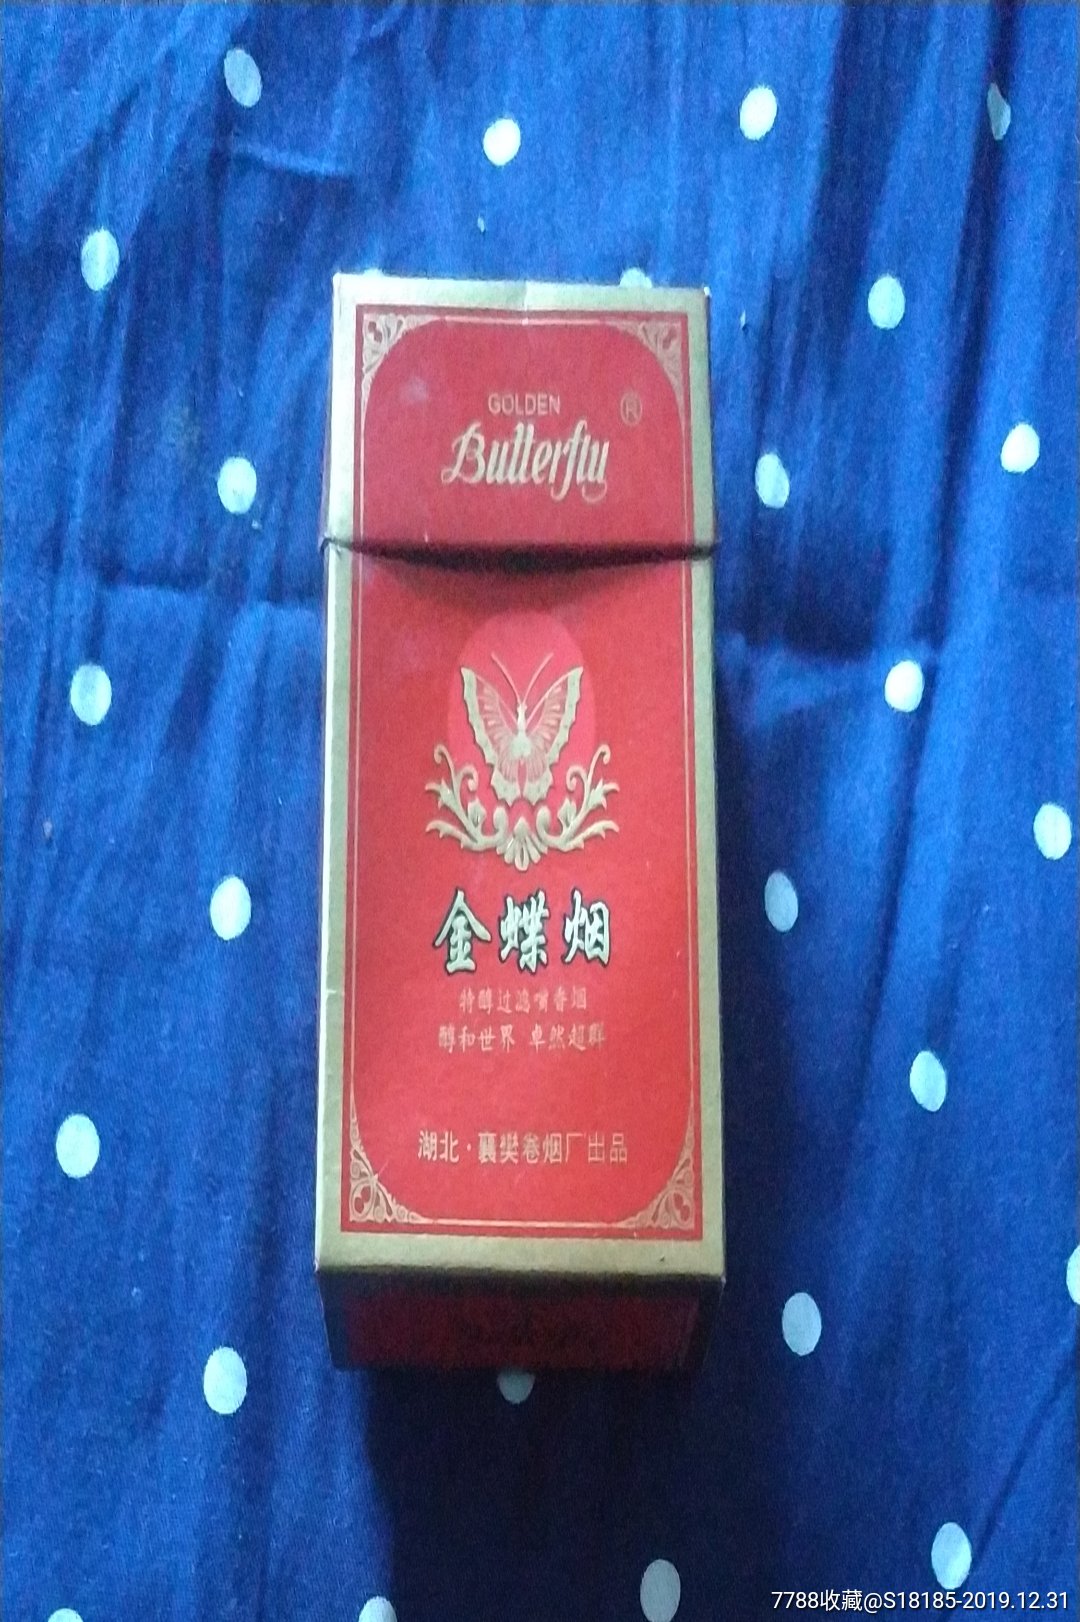 GOLDEN
Butterfly
®
金蝶烟
特醇过滤嘴香烟
醇和世界 卓然超群
湖北·襄樊卷烟厂出品
7788收藏@S18185-2019.12.31